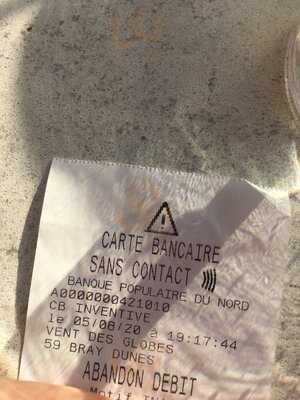 CARTE BANCAIRE
SANS CONTACT
BANQUE POPULAIRE DU NORD
A0000000421010
CB INVENTIVE
le 05/08/20 à 19:17:44
VENT DES GLOBES
59 BRAY DUNES
ABANDON DEBIT
Motif